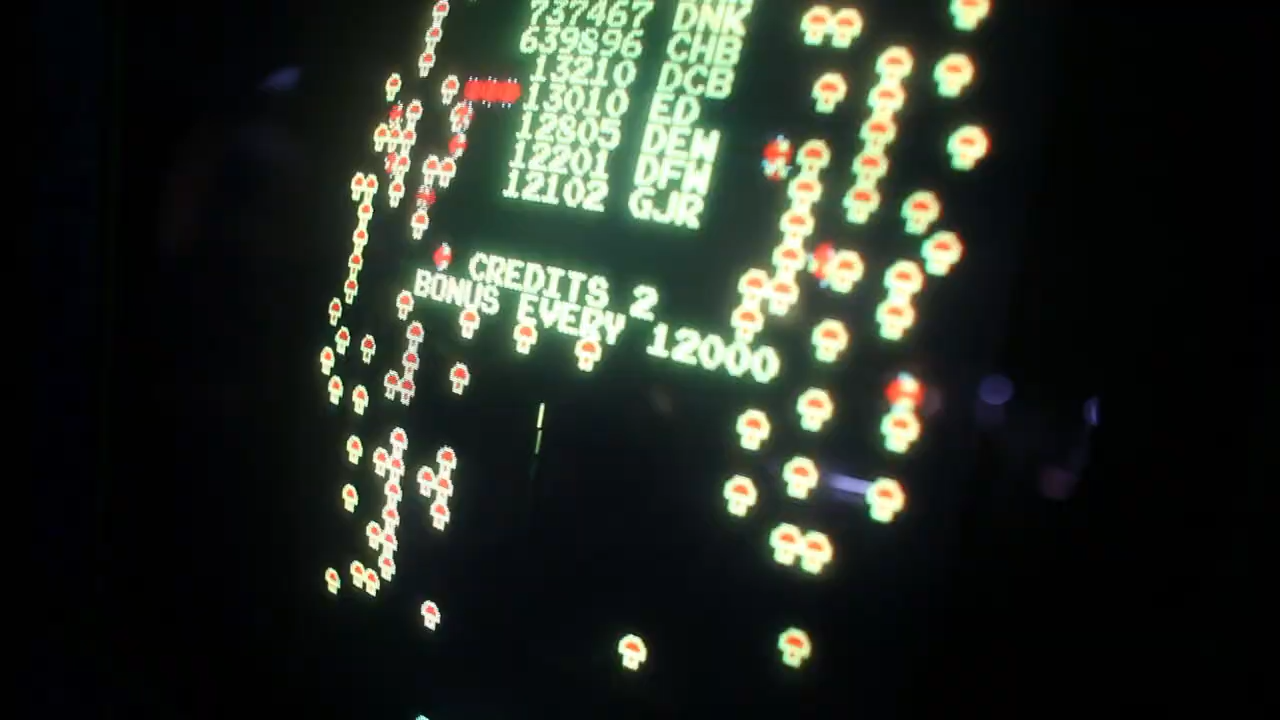 737467 DNK
639896 CHB
13210 DCB
13010 ED
12805 DEW
12201 DFW
12102 GJR
CREDITS 2
BONUS EVERY 12000